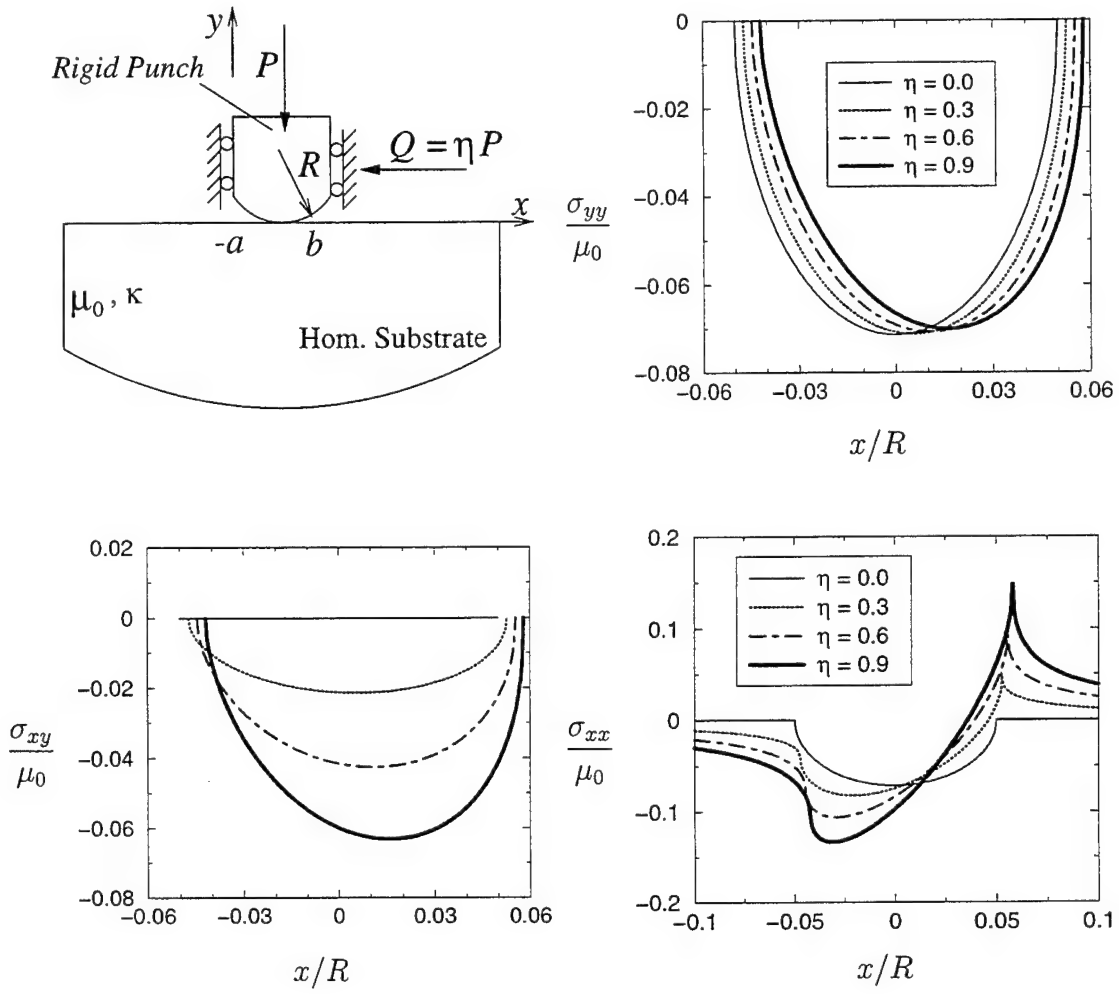 y
P
Rigid Punch
Q = η P
R
x
-a
b
μ₀ , κ
Hom. Substrate
σ_yy
μ₀
0
-0.02
-0.04
-0.06
-0.08
η = 0.0
η = 0.3
η = 0.6
η = 0.9
-0.06
-0.03
0
0.03
0.06
x/R
σ_xy
μ₀
0.02
0
-0.02
-0.04
-0.06
-0.08
-0.06
-0.03
0
0.03
0.06
x/R
σ_xx
μ₀
0.2
0.1
0
-0.1
-0.2
η = 0.0
η = 0.3
η = 0.6
η = 0.9
-0.1
-0.05
0
0.05
0.1
x/R